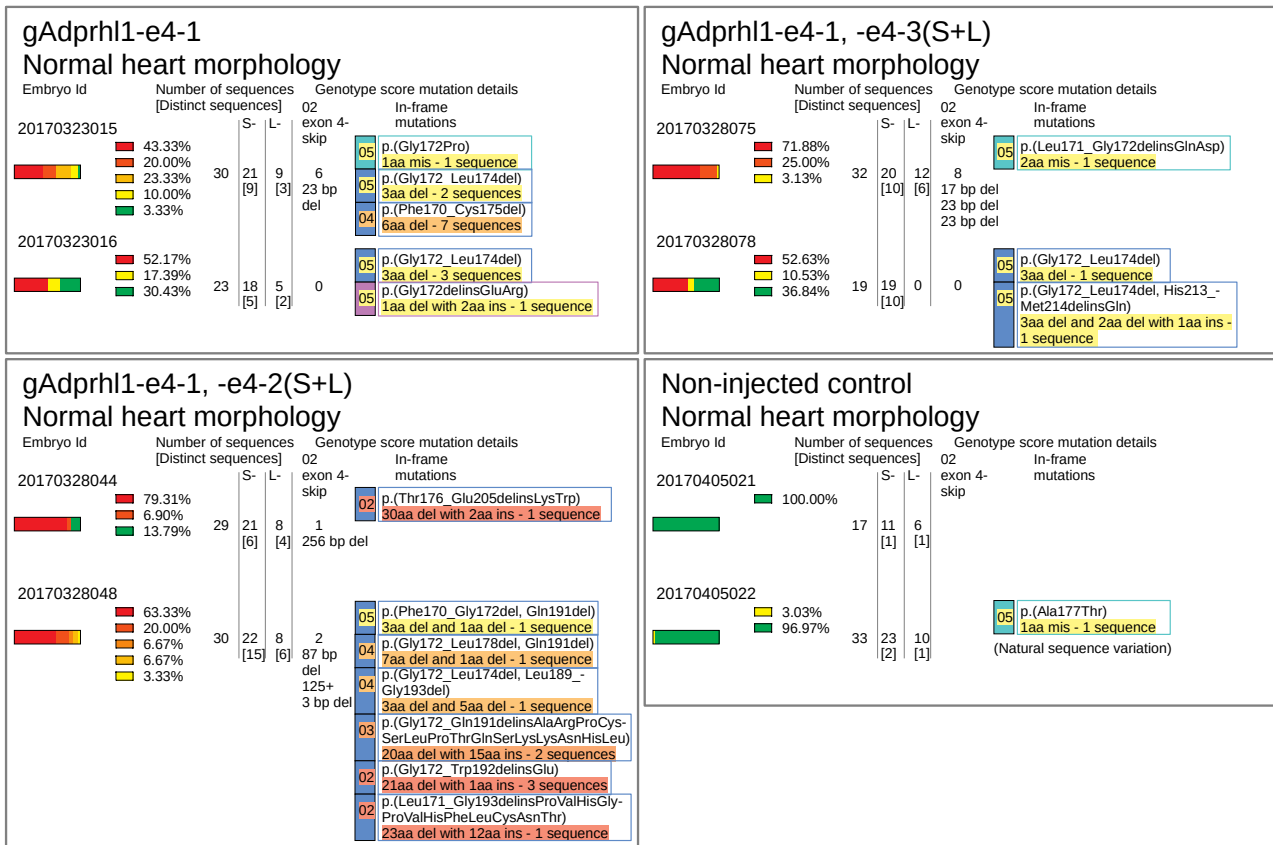 gAdprhl1-e4-1
Normal heart morphology
Embryo Id
Number of sequences
[Distinct sequences]
Genotype score mutation details
S-
L-
02
exon 4-
skip
In-frame
mutations
20170323015
43.33%
20.00%
23.33%
10.00%
3.33%
30
21
[9]
9
[3]
6
23 bp
del
05
p.(Gly172Pro)
1aa mis - 1 sequence
05
p.(Gly172_Leu174del)
3aa del - 2 sequences
04
p.(Phe170_Cys175del)
6aa del - 7 sequences
20170323016
52.17%
17.39%
30.43%
23
18
[5]
5
[2]
0
05
p.(Gly172_Leu174del)
3aa del - 3 sequences
05
p.(Gly172delinsGluArg)
1aa del with 2aa ins - 1 sequence
gAdprhl1-e4-1, -e4-3(S+L)
Normal heart morphology
Embryo Id
Number of sequences
[Distinct sequences]
Genotype score mutation details
S-
L-
02
exon 4-
skip
In-frame
mutations
20170328075
71.88%
25.00%
3.13%
32
20
[10]
12
[6]
8
17 bp del
23 bp del
23 bp del
05
p.(Leu171_Gly172delinsGlnAsp)
2aa mis - 1 sequence
20170328078
52.63%
10.53%
36.84%
19
19
[10]
0
0
05
p.(Gly172_Leu174del)
3aa del - 1 sequence
05
p.(Gly172_Leu174del, His213_-
Met214delinsGln)
3aa del and 2aa del with 1aa ins -
1 sequence
gAdprhl1-e4-1, -e4-2(S+L)
Normal heart morphology
Embryo Id
Number of sequences
[Distinct sequences]
Genotype score mutation details
S-
L-
02
exon 4-
skip
In-frame
mutations
20170328044
79.31%
6.90%
13.79%
29
21
[6]
8
[4]
1
256 bp del
02
p.(Thr176_Glu205delinsLysTrp)
30aa del with 2aa ins - 1 sequence
20170328048
63.33%
20.00%
6.67%
6.67%
3.33%
30
22
[15]
8
[6]
2
87 bp
del
125+
3 bp del
05
p.(Phe170_Gly172del, Gln191del)
3aa del and 1aa del - 1 sequence
04
p.(Gly172_Leu178del, Gln191del)
7aa del and 1aa del - 1 sequence
04
p.(Gly172_Leu174del, Leu189_-
Gly193del)
3aa del and 5aa del - 1 sequence
03
p.(Gly172_Gln191delinsAlaArgProCys-
SerLeuProThrGlnSerLysLysAsnHisLeu)
20aa del with 15aa ins - 2 sequences
02
p.(Gly172_Trp192delinsGlu)
21aa del with 1aa ins - 3 sequences
02
p.(Leu171_Gly193delinsProValHisGly-
ProValHisPheLeuCysAsnThr)
23aa del with 12aa ins - 1 sequence
Non-injected control
Normal heart morphology
Embryo Id
Number of sequences
[Distinct sequences]
Genotype score mutation details
S-
L-
02
exon 4-
skip
In-frame
mutations
20170405021
100.00%
17
11
[1]
6
[1]
20170405022
3.03%
96.97%
33
23
[2]
10
[1]
05
p.(Ala177Thr)
1aa mis - 1 sequence
(Natural sequence variation)